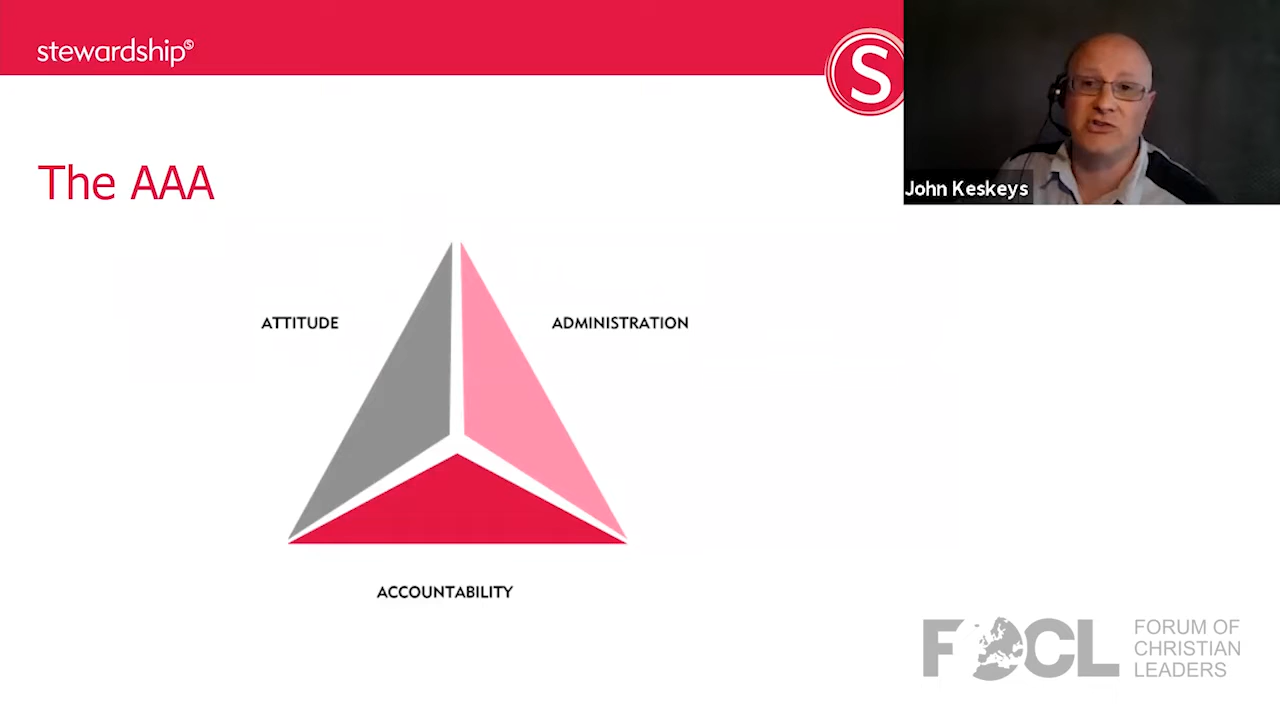 stewardship
S
John Keskeys
The AAA
ATTITUDE
ADMINISTRATION
ACCOUNTABILITY
FOCL
FORUM OF
CHRISTIAN
LEADERS